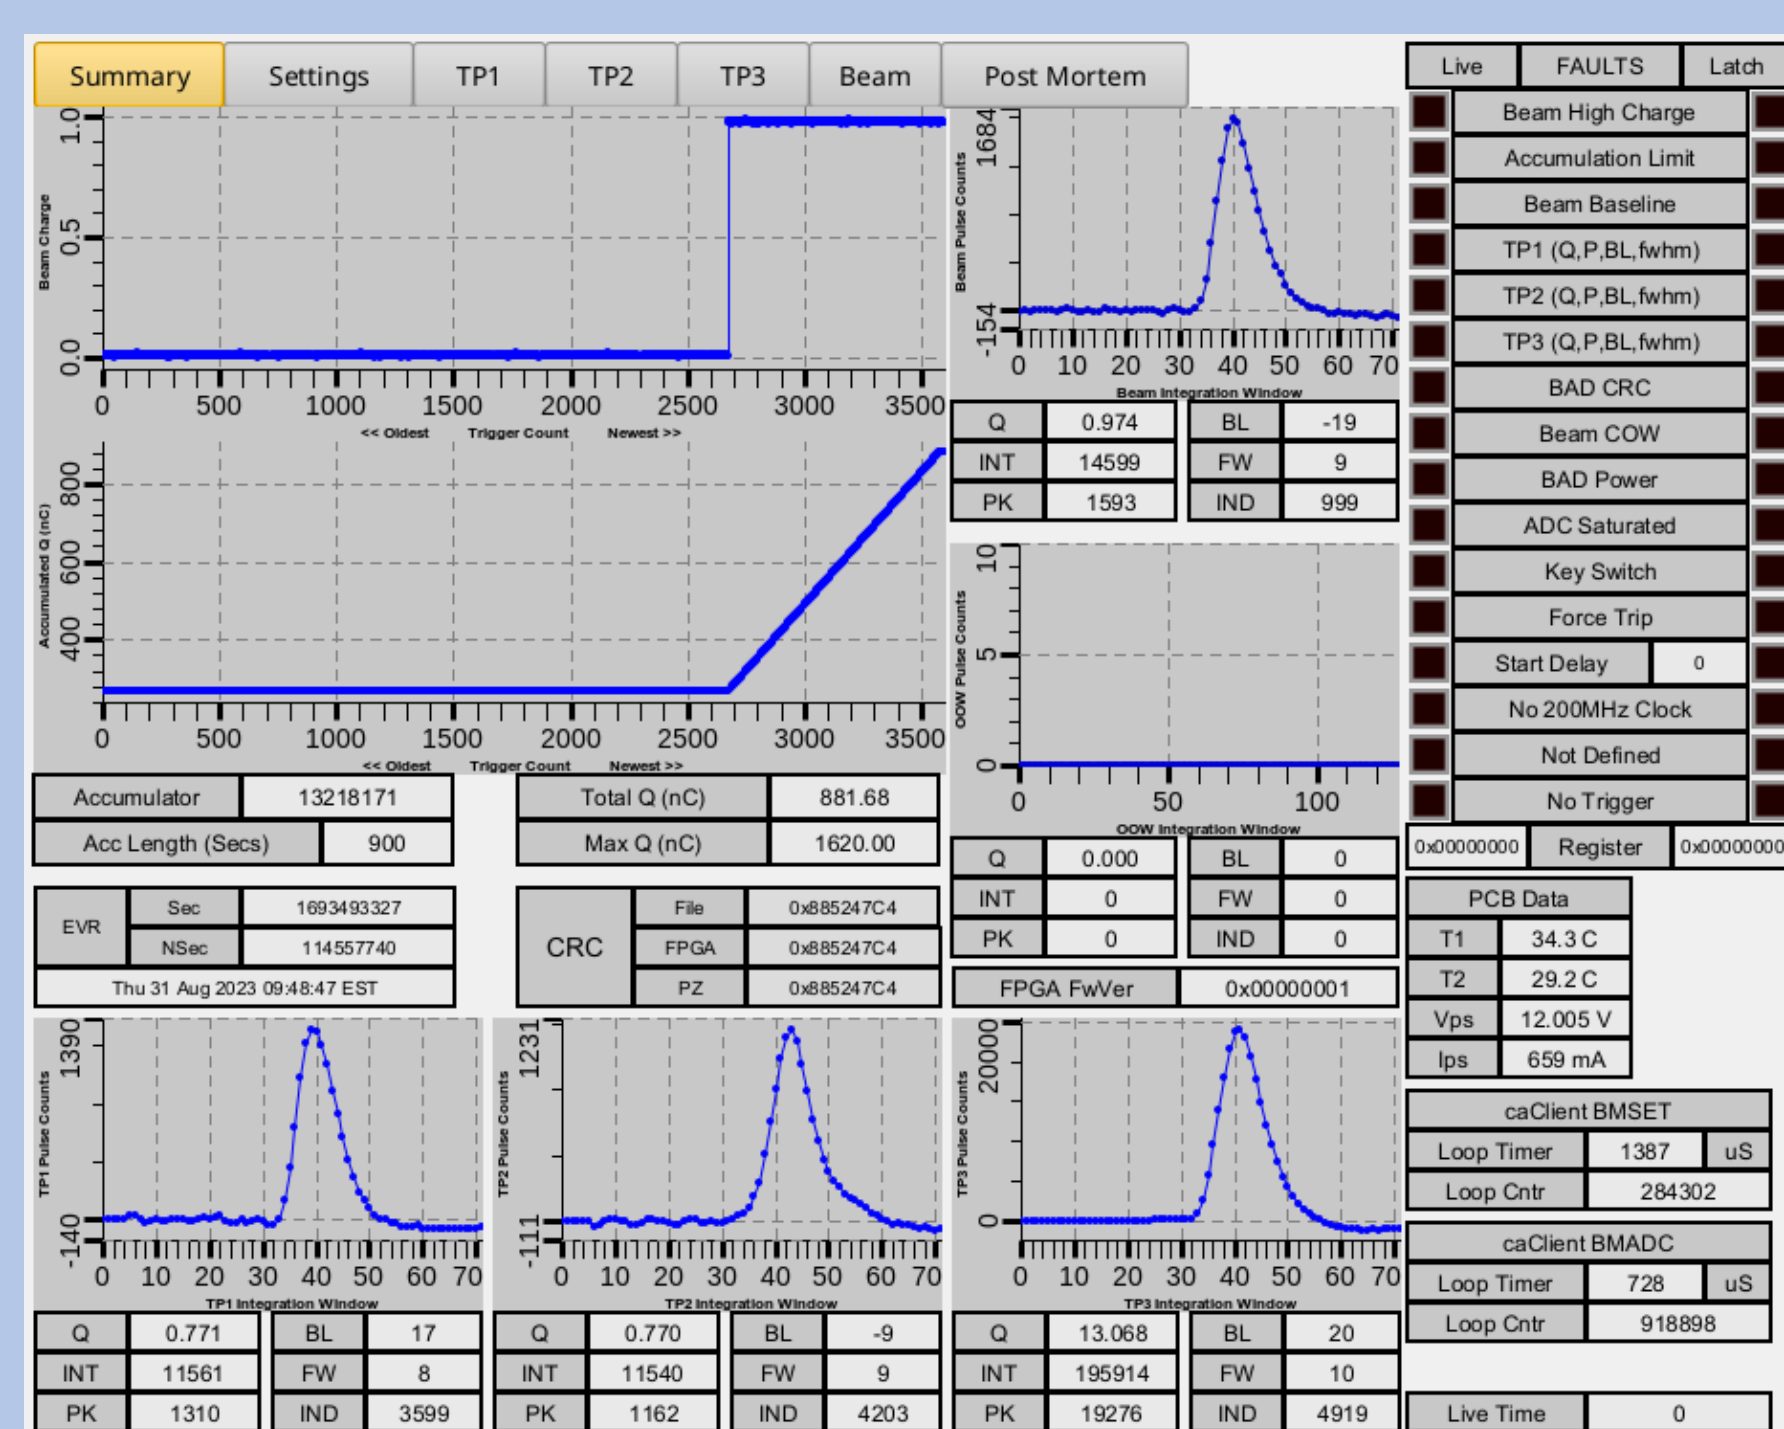 Summary Settings TP1 TP2 TP3 Beam Post Mortem
Beam Charge
1.0
0.5
0.0
0 500 1000 1500 2000 2500 3000 3500
<< Oldest Trigger Count Newest >>
Accumulated Q (nC)
800
600
400
0 500 1000 1500 2000 2500 3000 3500
<< Oldest Trigger Count Newest >>
Accumulator 13218171
Acc Length (Secs) 900
Total Q (nC) 881.68
Max Q (nC) 1620.00
EVR
Sec 1693493327
NSec 114557740
Thu 31 Aug 2023 09:48:47 EST
CRC
File 0x885247C4
FPGA 0x885247C4
PZ 0x885247C4
Beam Pulse Counts
1684
-154
0 10 20 30 40 50 60 70
Beam Integration Window
Q 0.974 BL -19
INT 14599 FW 9
PK 1593 IND 999
OOW Pulse Counts
10
5
0
0 50 100
OOW Integration Window
Q 0.000 BL 0
INT 0 FW 0
PK 0 IND 0
FPGA FwVer 0x00000001
TP1 Pulse Counts
1390
-140
0 10 20 30 40 50 60 70
TP1 Integration Window
Q 0.771 BL 17
INT 11561 FW 8
PK 1310 IND 3599
TP2 Pulse Counts
1231
-111
0 10 20 30 40 50 60 70
TP2 Integration Window
Q 0.770 BL -9
INT 11540 FW 9
PK 1162 IND 4203
TP3 Pulse Counts
20000
0
0 10 20 30 40 50 60 70
TP3 Integration Window
Q 13.068 BL 20
INT 195914 FW 10
PK 19276 IND 4919
Live FAULTS Latch
Beam High Charge
Accumulation Limit
Beam Baseline
TP1 (Q,P,BL,fwhm)
TP2 (Q,P,BL,fwhm)
TP3 (Q,P,BL,fwhm)
BAD CRC
Beam COW
BAD Power
ADC Saturated
Key Switch
Force Trip
Start Delay 0
No 200MHz Clock
Not Defined
No Trigger
0x00000000 Register 0x00000000
PCB Data
T1 34.3 C
T2 29.2 C
Vps 12.005 V
Ips 659 mA
caClient BMSET
Loop Timer 1387 uS
Loop Cntr 284302
caClient BMADC
Loop Timer 728 uS
Loop Cntr 918898
Live Time 0